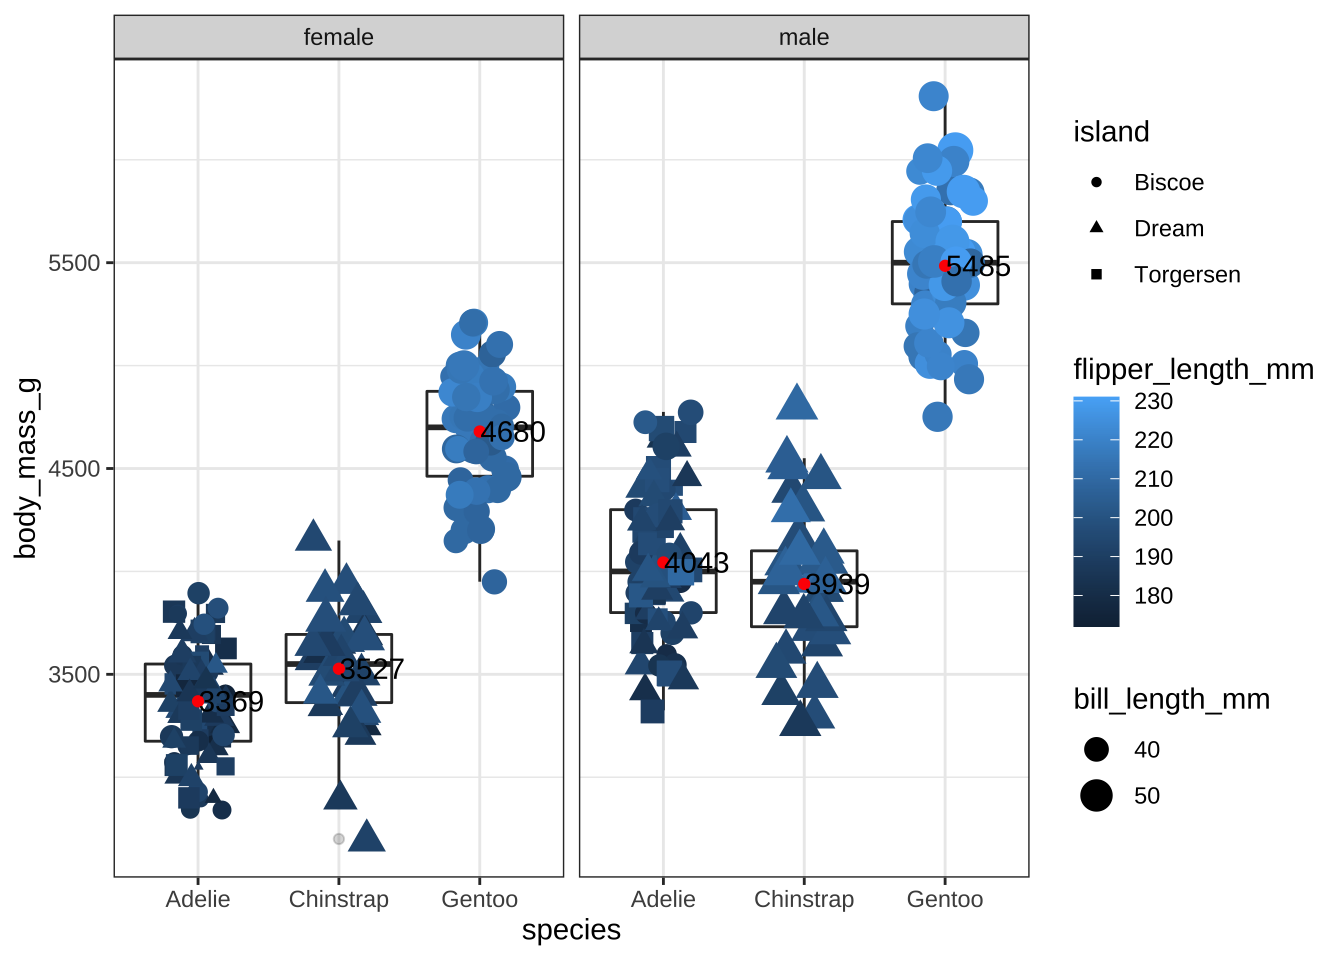 female
male
5500
4500
3500
body_mass_g
3369
3527
4680
4043
3939
5485
Adelie
Chinstrap
Gentoo
Adelie
Chinstrap
Gentoo
species
island
Biscoe
Dream
Torgersen
flipper_length_mm
230
220
210
200
190
180
bill_length_mm
40
50